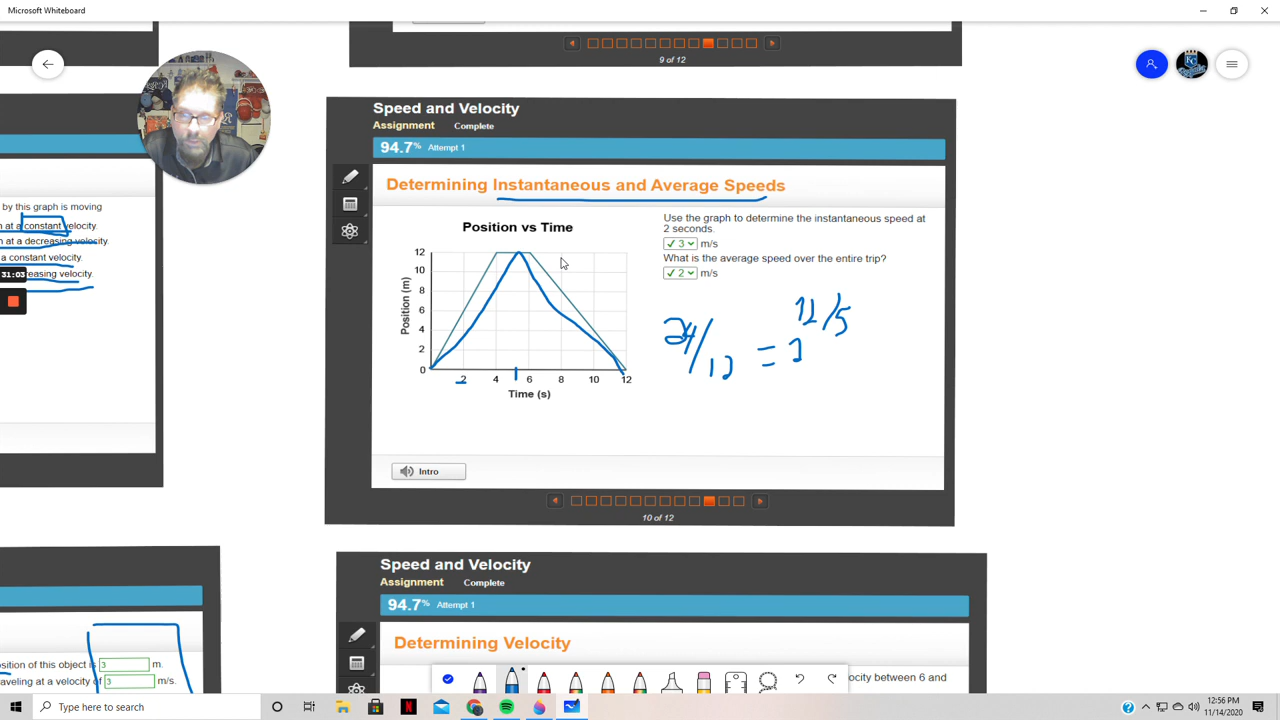 Microsoft Whiteboard
9 of 12
by this graph is moving
at a constant velocity.
at a decreasing velocity.
a constant velocity.
reasing velocity.
31:03
KC
Speed and Velocity
Assignment Complete
94.7% Attempt 1
Determining Instantaneous and Average Speeds
Position vs Time
12
10
8
6
4
2
0
Position (m)
2 4 6 8 10 12
Time (s)
Use the graph to determine the instantaneous speed at
2 seconds.
✓ 3 m/s
What is the average speed over the entire trip?
✓ 2 m/s
12/5
24/12 = 2
Intro
10 of 12
Speed and Velocity
Assignment Complete
94.7% Attempt 1
Determining Velocity
ocity between 6 and
sition of this object is 3 m.
aveling at a velocity of 3 m/s.
Type here to search
12:56 PM
11/14/2020